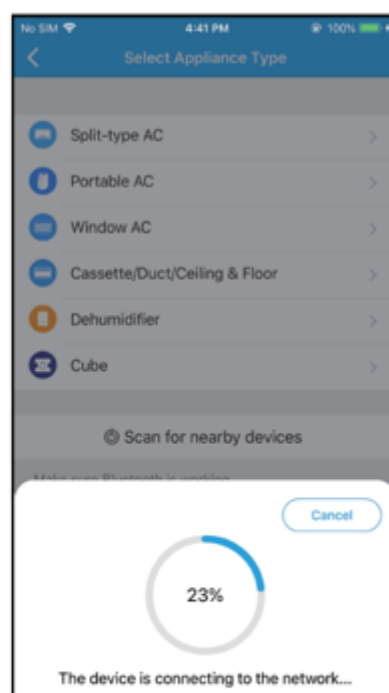 No SIM 4:41 PM 100%
Select Appliance Type
Split-type AC
Portable AC
Window AC
Cassette/Duct/Ceiling & Floor
Dehumidifier
Cube
Scan for nearby devices
Make sure Bluetooth is working
Cancel
23%
The device is connecting to the network....